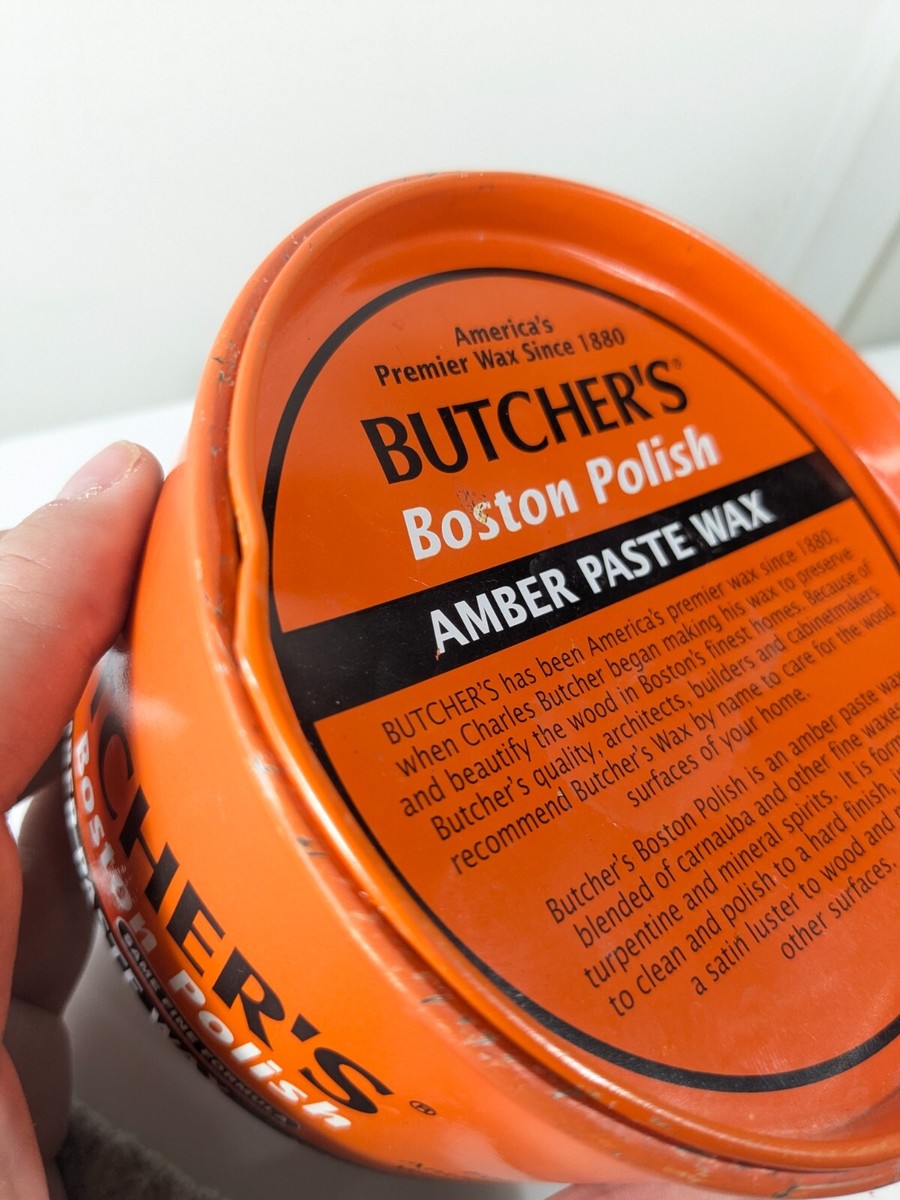 America's
Premier Wax Since 1880
BUTCHER'S®
Boston Polish
AMBER PASTE WAX
BUTCHER'S has been America's premier wax since 1880,
when Charles Butcher began making his wax to preserve
and beautify the wood in Boston's finest homes. Because of
Butcher's quality, architects, builders and cabinetmakers
recommend Butcher's Wax by name to care for the wood
surfaces of your home.
Butcher's Boston Polish is an amber paste wax
blended of carnauba and other fine waxes
turpentine and mineral spirits. It is
to clean and polish to a hard finish,
a satin luster to wood and
other surfaces.
BUTCHER'S®
Boston Polish
SAME FINE FORMULA